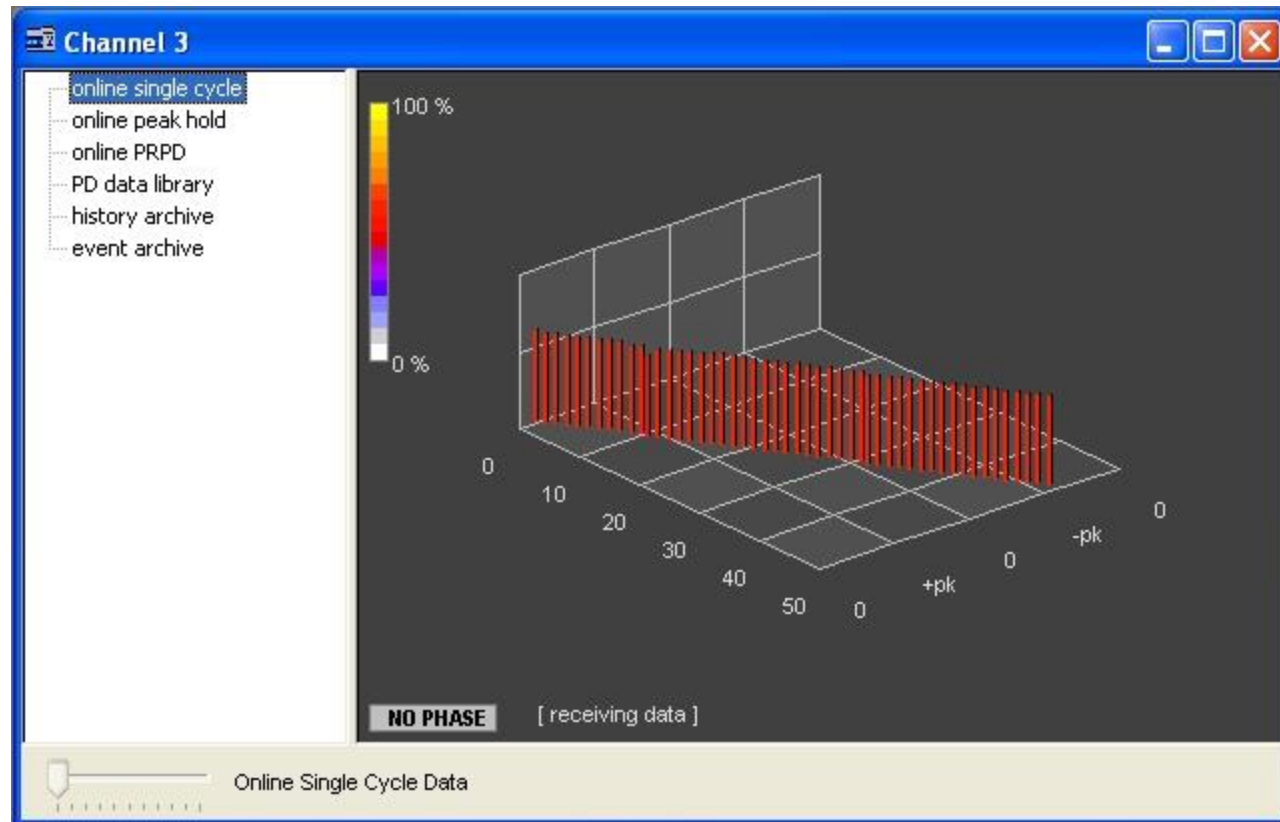 Channel 3
online single cycle
online peak hold
online PRPD
PD data library
history archive
event archive
100 %
0 %
0
10
20
30
40
50
0
+pk
0
-pk
0
NO PHASE
[ receiving data ]
Online Single Cycle Data